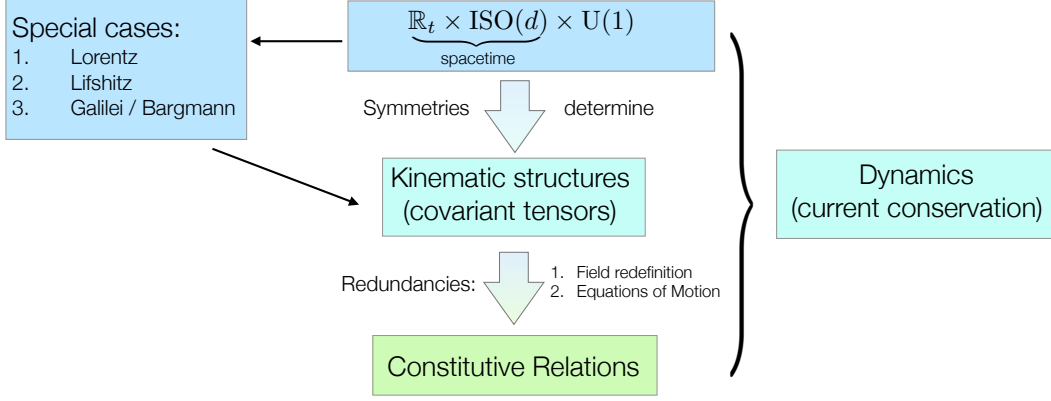 Special cases:
1. Lorentz
2. Lifshitz
3. Galilei / Bargmann
ℝₜ × ISO(d) × U(1)
spacetime
Symmetries determine
Kinematic structures
(covariant tensors)
Dynamics
(current conservation)
Redundancies:
1. Field redefinition
2. Equations of Motion
Constitutive Relations